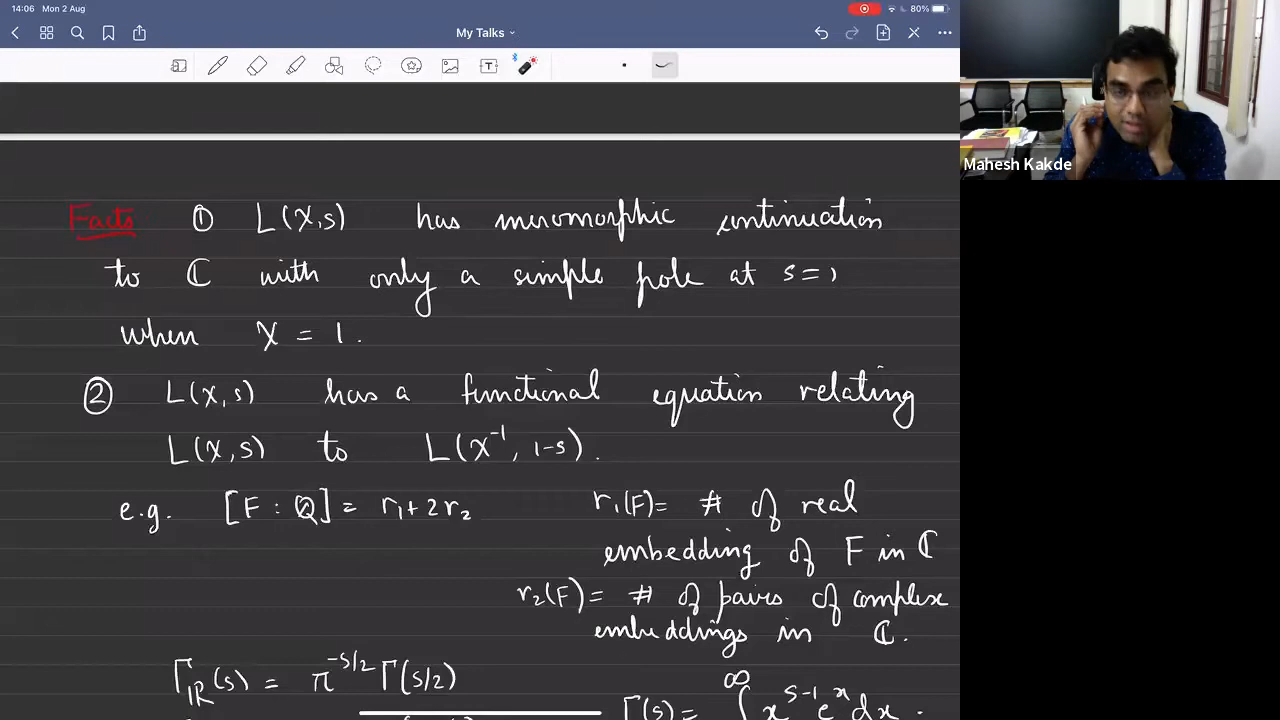 14:06 Mon 2 Aug
80%
My Talks
Mahesh Kakde
Facts ① L(χ,s) has meromorphic continuation
to ℂ with only a simple pole at s=1
when χ = 1.
② L(χ,s) has a functional equation relating
L(χ,s) to L(χ⁻¹, 1-s).
e.g. [F : ℚ] = r₁+2r₂
r₁(F)= # of real
embedding of F in ℂ
r₂(F)= # of pairs of complex
embeddings in ℂ.
Γ_ℝ(s) = π^{-s/2} Γ(s/2)
Γ(s)= ∫^∞ x^{s-1} e^x dx.